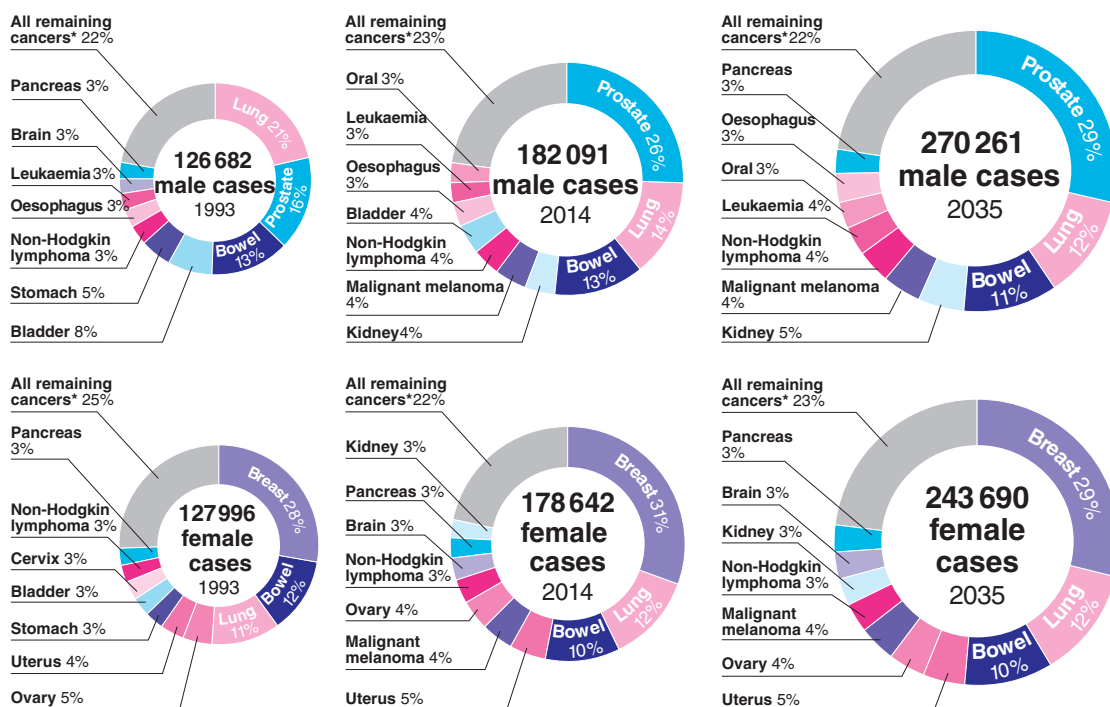 All remaining
cancers* 22%
Pancreas 3%
Brain 3%
Leukaemia 3%
Oesophagus 3%
Non-Hodgkin
lymphoma 3%
Stomach 5%
Bladder 8%
Lung 21%
Prostate
16%
Bowel
13%
126 682
male cases
1993
All remaining
cancers* 23%
Oral 3%
Leukaemia
3%
Oesophagus
3%
Bladder 4%
Non-Hodgkin
lymphoma 4%
Malignant melanoma
4%
Kidney 4%
Prostate 26%
Lung
14%
Bowel
13%
182 091
male cases
2014
All remaining
cancers* 22%
Pancreas
3%
Oesophagus
3%
Oral 3%
Leukaemia 4%
Non-Hodgkin
lymphoma 4%
Malignant melanoma
4%
Kidney 5%
Prostate 29%
Lung
12%
Bowel
11%
270 261
male cases
2035
All remaining
cancers* 25%
Pancreas
3%
Non-Hodgkin
lymphoma 3%
Cervix 3%
Bladder 3%
Stomach 3%
Uterus 4%
Ovary 5%
Breast 28%
Bowel
12%
Lung
11%
127 996
female
cases
1993
All remaining
cancers* 22%
Kidney 3%
Pancreas 3%
Brain 3%
Non-Hodgkin
lymphoma 3%
Ovary 4%
Malignant
melanoma 4%
Uterus 5%
Breast 31%
Lung
12%
Bowel
10%
178 642
female
cases
2014
All remaining
cancers* 23%
Pancreas
3%
Brain 3%
Kidney 3%
Non-Hodgkin
lymphoma 3%
Malignant
melanoma 4%
Ovary 4%
Uterus 5%
Breast 29%
Lung
12%
Bowel
10%
243 690
female
cases
2035